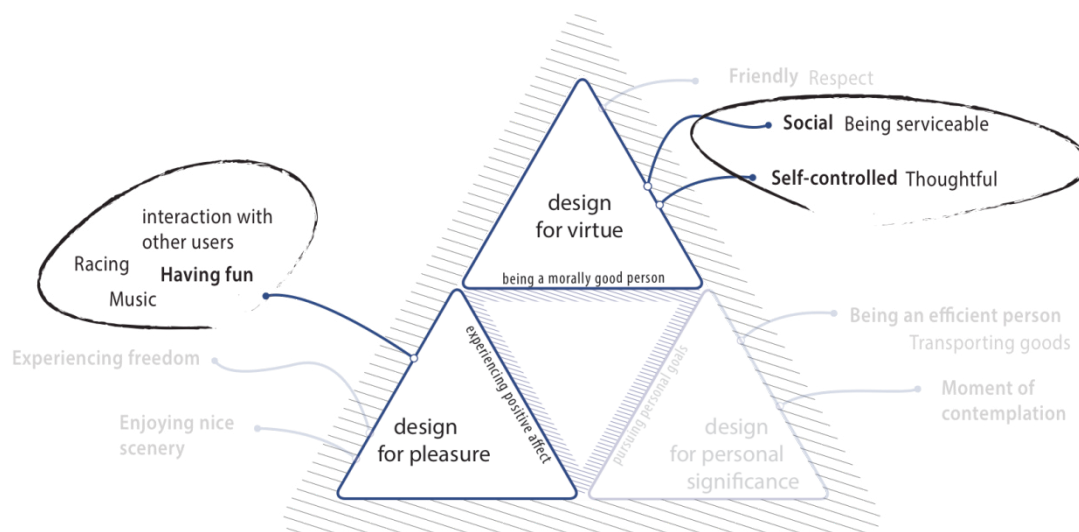 Friendly Respect
Social Being serviceable
Self-controlled Thoughtful
design
for virtue
being a morally good person
interaction with
other users
Racing
Having fun
Music
Experiencing freedom
Enjoying nice
scenery
design
for pleasure
experiencing positive affect
pursuing personal goals
design
for personal
significance
Being an efficient person
Transporting goods
Moment of
contemplation